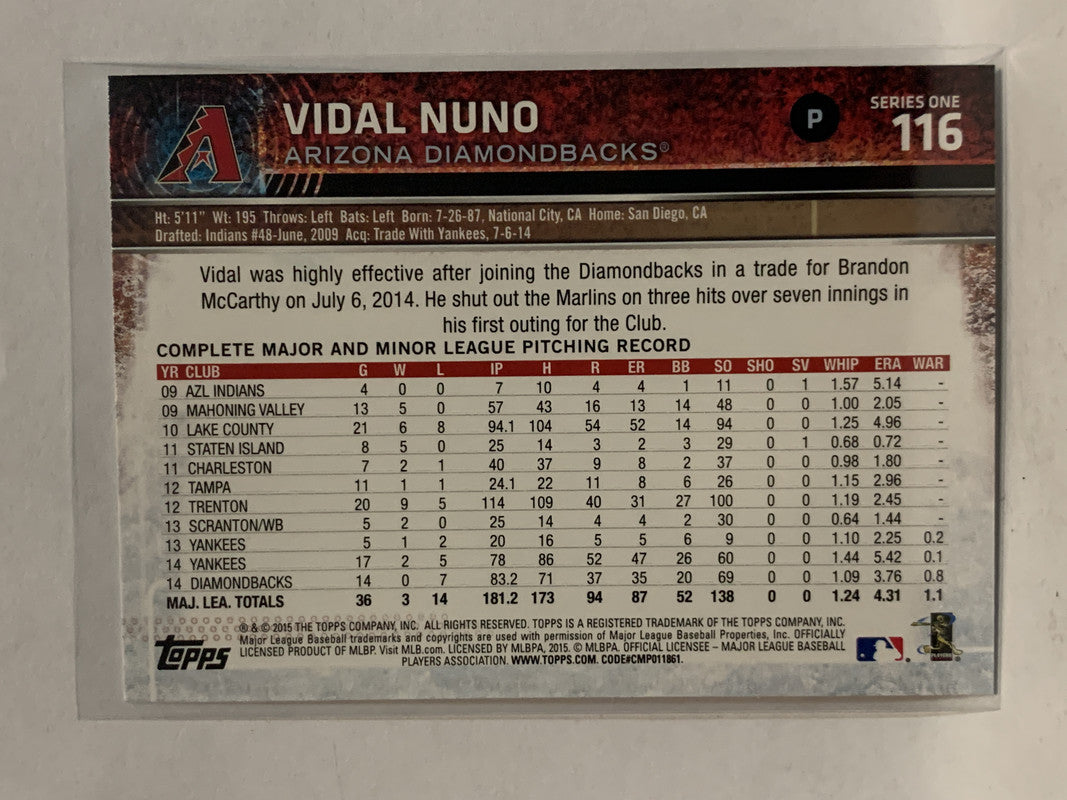 VIDAL NUNO
ARIZONA DIAMONDBACKS®
P
SERIES ONE
116
Ht: 5'11" Wt: 195 Throws: Left Bats: Left Born: 7-26-87, National City, CA Home: San Diego, CA
Drafted: Indians #48-June, 2009 Acq: Trade With Yankees, 7-6-14
Vidal was highly effective after joining the Diamondbacks in a trade for Brandon
McCarthy on July 6, 2014. He shut out the Marlins on three hits over seven innings in
his first outing for the Club.
COMPLETE MAJOR AND MINOR LEAGUE PITCHING RECORD
YR CLUB G W L IP H R ER BB SO SHO SV WHIP ERA WAR
09 AZL INDIANS 4 0 0 7 10 4 4 1 11 0 1 1.57 5.14 -
09 MAHONING VALLEY 13 5 0 57 43 16 13 14 48 0 0 1.00 2.05 -
10 LAKE COUNTY 21 6 8 94.1 104 54 52 14 94 0 0 1.25 4.96 -
11 STATEN ISLAND 8 5 0 25 14 3 2 3 29 0 1 0.68 0.72 -
11 CHARLESTON 7 2 1 40 37 9 8 2 37 0 0 0.98 1.80 -
12 TAMPA 11 1 1 24.1 22 11 8 6 26 0 0 1.15 2.96 -
12 TRENTON 20 9 5 114 109 40 31 27 100 0 0 1.19 2.45 -
13 SCRANTON/WB 5 2 0 25 14 4 4 2 30 0 0 0.64 1.44 -
13 YANKEES 5 1 2 20 16 5 5 6 9 0 0 1.10 2.25 0.2
14 YANKEES 17 2 5 78 86 52 47 26 60 0 0 1.44 5.42 0.1
14 DIAMONDBACKS 14 0 7 83.2 71 37 35 20 69 0 0 1.09 3.76 0.8
MAJ. LEA. TOTALS 36 3 14 181.2 173 94 87 52 138 0 0 1.24 4.31 1.1
Topps
® & © 2015 THE TOPPS COMPANY, INC. ALL RIGHTS RESERVED. TOPPS IS A REGISTERED TRADEMARK OF THE TOPPS COMPANY, INC.
Major League Baseball trademarks and copyrights are used with permission of Major League Baseball Properties, Inc. OFFICIALLY
LICENSED PRODUCT OF MLBP. Visit MLB.com. LICENSED BY MLBPA, 2015. © MLBPA. OFFICIAL LICENSEE – MAJOR LEAGUE BASEBALL
PLAYERS ASSOCIATION. WWW.TOPPS.COM. CODE#CMP011861.